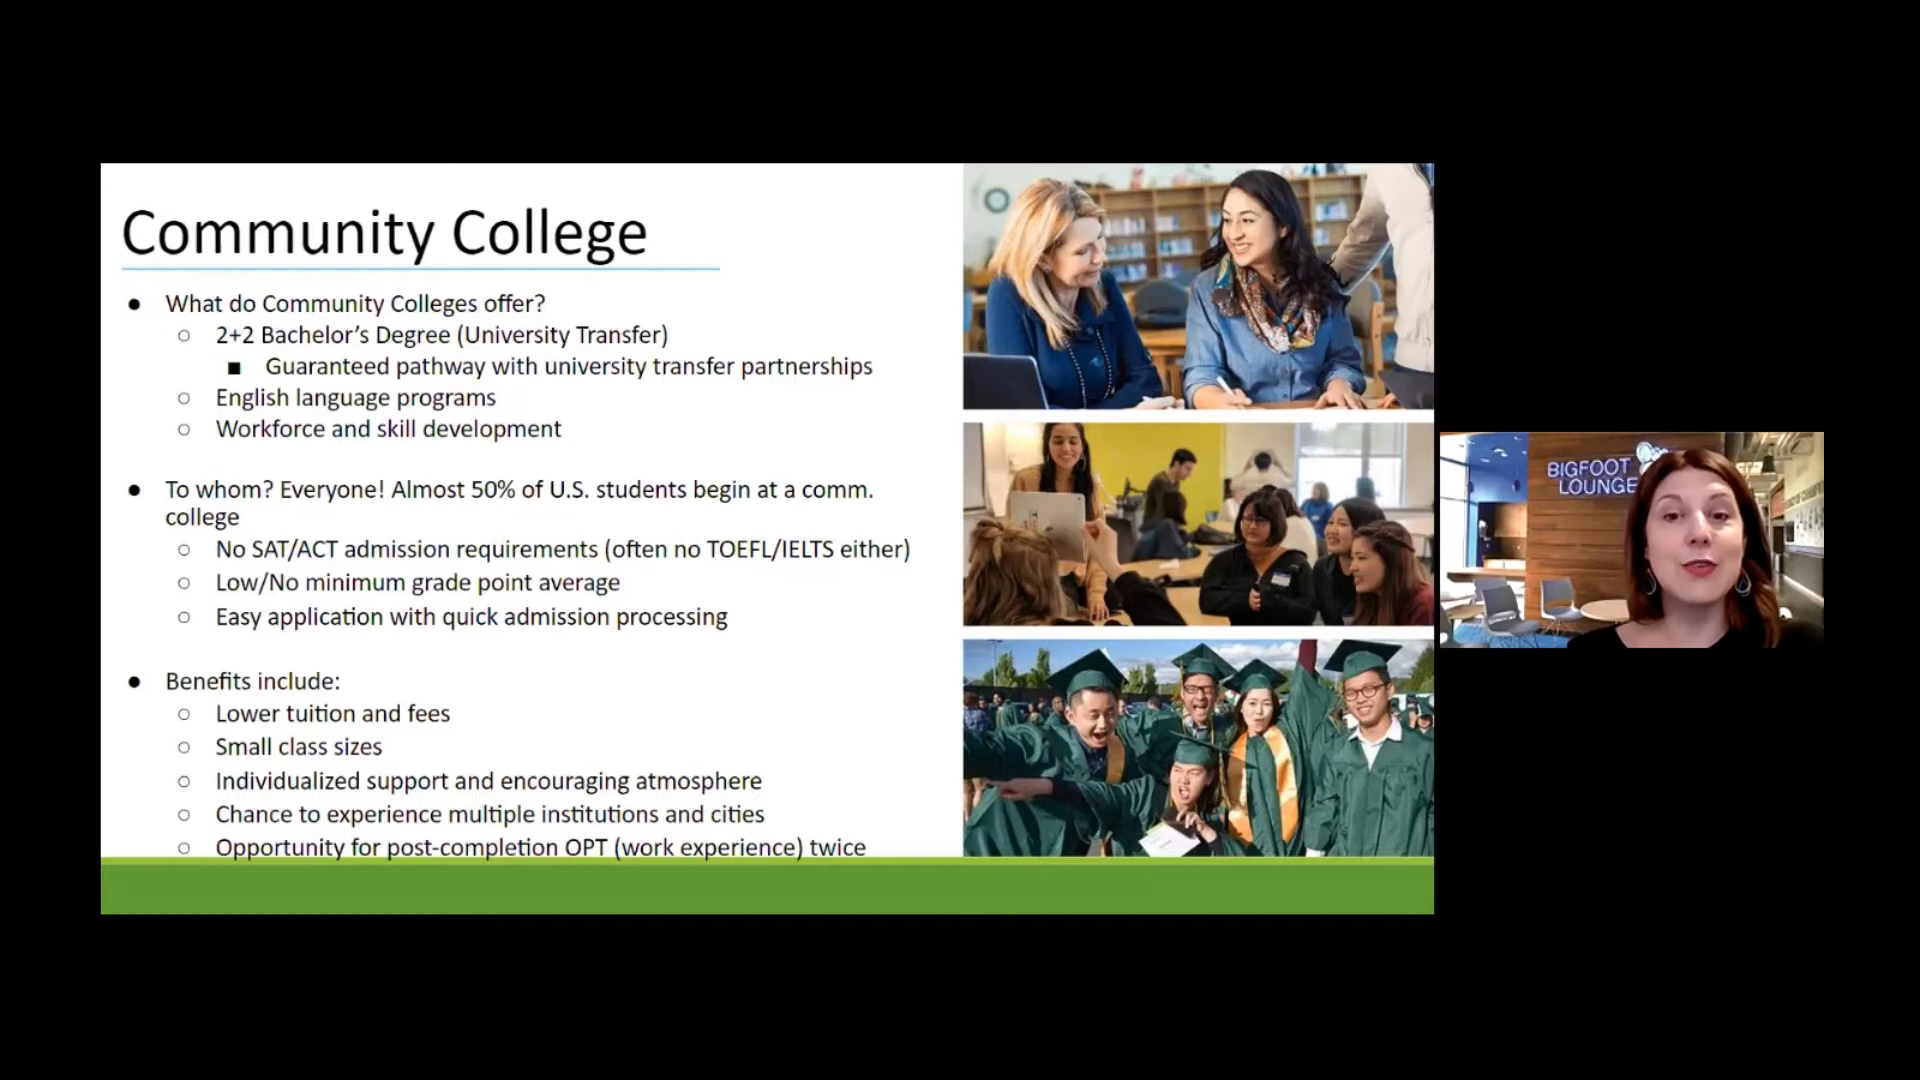 Community College
● What do Community Colleges offer?
○ 2+2 Bachelor’s Degree (University Transfer)
■ Guaranteed pathway with university transfer partnerships
○ English language programs
○ Workforce and skill development
● To whom? Everyone! Almost 50% of U.S. students begin at a comm.
college
○ No SAT/ACT admission requirements (often no TOEFL/IELTS either)
○ Low/No minimum grade point average
○ Easy application with quick admission processing
● Benefits include:
○ Lower tuition and fees
○ Small class sizes
○ Individualized support and encouraging atmosphere
○ Chance to experience multiple institutions and cities
○ Opportunity for post-completion OPT (work experience) twice
BIGFOOT
LOUNGE